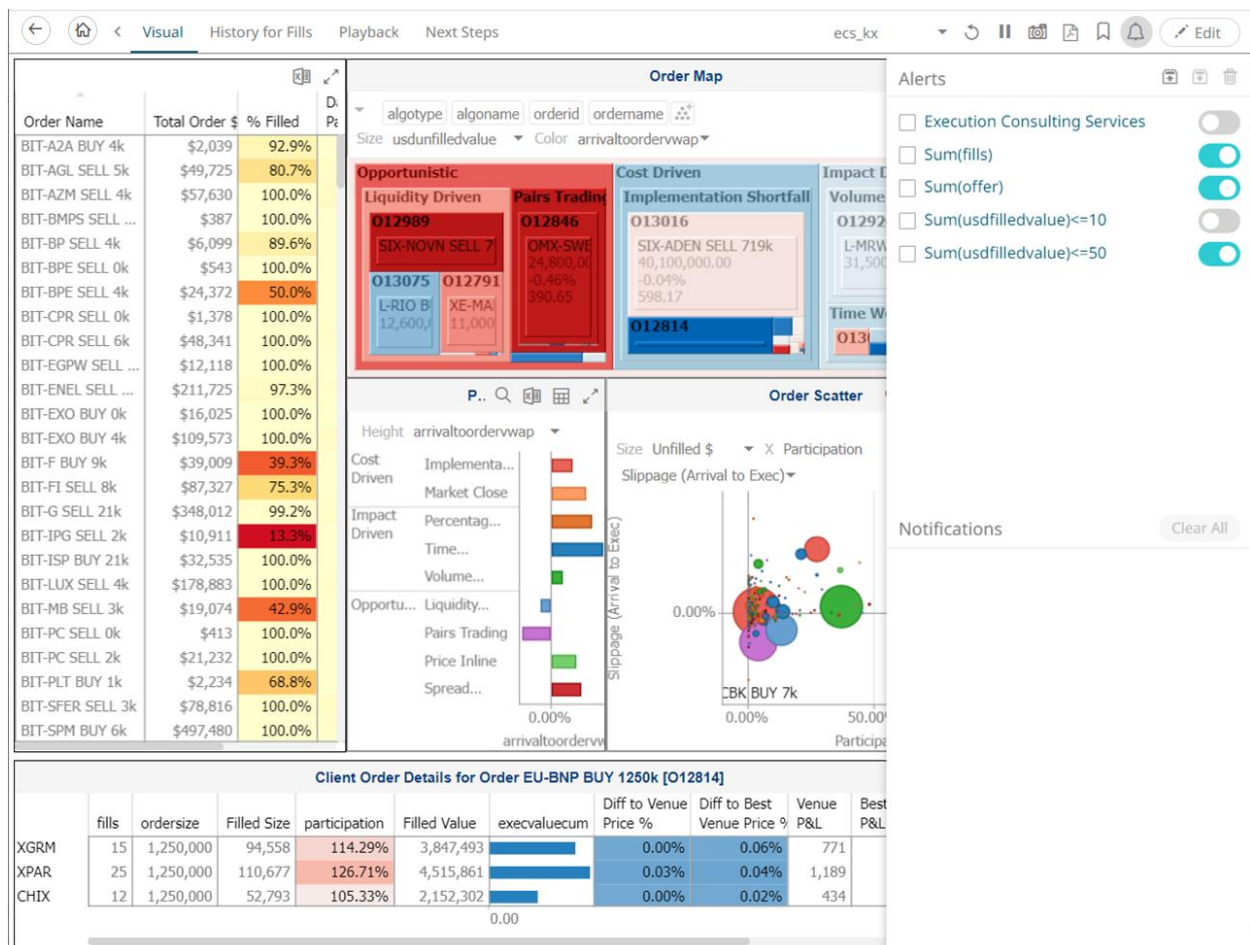 Visual History for Fills Playback Next Steps ecs_kx Edit
Order Name Total Order $ % Filled
BIT-A2A BUY 4k $2,039 92.9%
BIT-AGL SELL 5k $49,725 80.7%
BIT-AZM SELL 4k $57,630 100.0%
BIT-BMPS SELL ... $387 100.0%
BIT-BP SELL 4k $6,099 89.6%
BIT-BPE SELL 0k $543 100.0%
BIT-BPE SELL 4k $24,372 50.0%
BIT-CPR SELL 0k $1,378 100.0%
BIT-CPR SELL 6k $48,341 100.0%
BIT-EGPW SELL ... $12,118 100.0%
BIT-ENEL SELL ... $211,725 97.3%
BIT-EXO BUY 0k $16,025 100.0%
BIT-EXO BUY 4k $109,573 100.0%
BIT-F BUY 9k $39,009 39.3%
BIT-FI SELL 8k $87,327 75.3%
BIT-G SELL 21k $348,012 99.2%
BIT-IPG SELL 2k $10,911 13.3%
BIT-ISP BUY 21k $32,535 100.0%
BIT-LUX SELL 4k $178,883 100.0%
BIT-MB SELL 3k $19,074 42.9%
BIT-PC SELL 0k $413 100.0%
BIT-PC SELL 2k $21,232 100.0%
BIT-PLT BUY 1k $2,234 68.8%
BIT-SFER SELL 3k $78,816 100.0%
BIT-SPM BUY 6k $497,480 100.0%
Order Map
algotype algoname orderid ordername
Size usdunfilledvalue Color arrivaltoordervwap
Opportunistic
Liquidity Driven
O12989
SIX-NOVN SELL 7
O13075
L-RIO B
12,600,
O12791
XE-MA
11,000
Pairs Trading
O12846
OMX-SWE
24,800,0
-0.46%
390.65
Cost Driven
Implementation Shortfall
O13016
SIX-ADEN SELL 719k
40,100,000.00
-0.04%
598.17
O12814
Impact D
Volume
O1292
L-MRW
31,500
Time W
O13
P..
Height arrivaltoordervwap
Cost Driven
Implementa...
Market Close
Impact Driven
Percentag...
Time...
Volume...
Opportu...
Liquidity...
Pairs Trading
Price Inline
Spread...
0.00%
arrivaltoordervw
Order Scatter
Size Unfilled $ X Participation
Slippage (Arrival to Exec)
Slippage (Arrival to Exec)
0.00%
CBK BUY 7k
0.00% 50.00
Particip
Alerts
Execution Consulting Services
Sum(fills)
Sum(offer)
Sum(usdfilledvalue)<=10
Sum(usdfilledvalue)<=50
Notifications Clear All
Client Order Details for Order EU-BNP BUY 1250k [O12814]
fills ordersize Filled Size participation Filled Value execvaluecum Diff to Venue Price % Diff to Best Venue Price % Venue P&L Best P&L
XGRM 15 1,250,000 94,558 114.29% 3,847,493 0.00% 0.06% 771
XPAR 25 1,250,000 110,677 126.71% 4,515,861 0.03% 0.04% 1,189
CHIX 12 1,250,000 52,793 105.33% 2,152,302 0.00% 0.02% 434
0.00